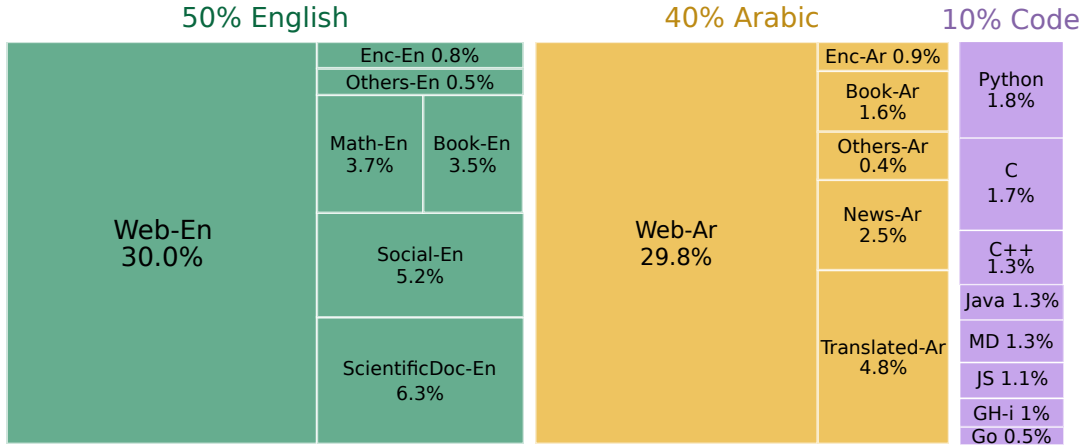 50% English
40% Arabic
10% Code
Web-En
30.0%
Enc-En 0.8%
Others-En 0.5%
Math-En
3.7%
Book-En
3.5%
Social-En
5.2%
ScientificDoc-En
6.3%
Web-Ar
29.8%
Enc-Ar 0.9%
Book-Ar
1.6%
Others-Ar
0.4%
News-Ar
2.5%
Translated-Ar
4.8%
Python
1.8%
C
1.7%
C++
1.3%
Java 1.3%
MD 1.3%
JS 1.1%
GH-i 1%
Go 0.5%